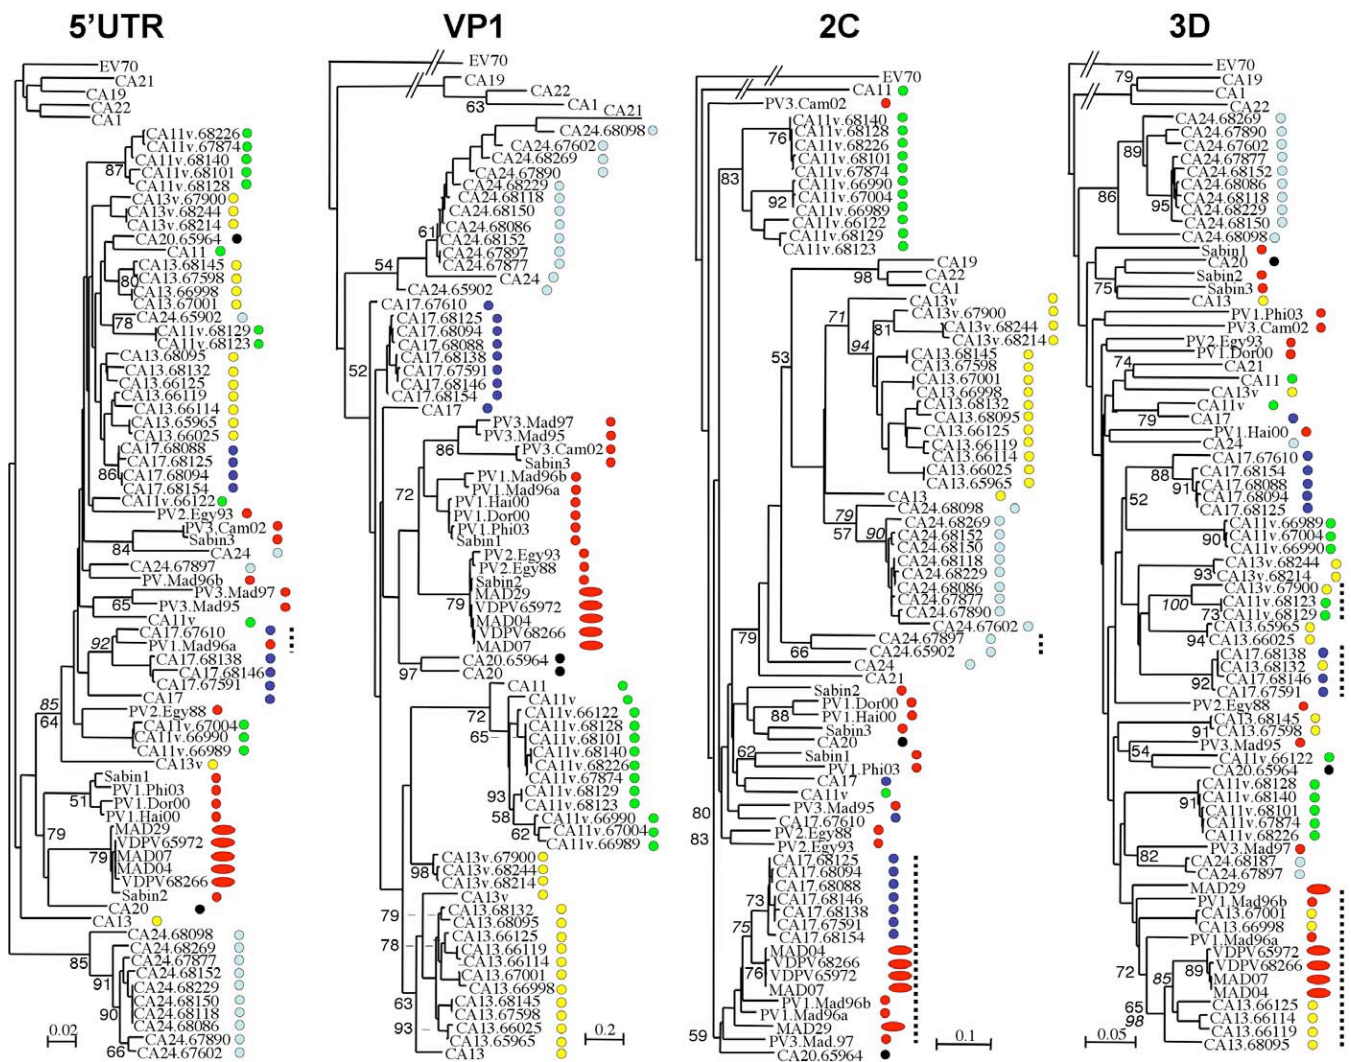 5'UTR
EV70
CA21
CA19
CA22
CA1
CA11v.68226
CA11v.67874
CA11v.68140
CA11v.68101
87
CA11v.68128
CA13v.67900
CA13v.68244
CA13v.68214
CA20.65964
CA11
CA13.68145
CA13.67598
80
CA13.66998
CA13.67001
CA24.65902
78
CA11v.68129
CA11v.68123
CA13.68095
CA13.68132
CA13.66125
CA13.66119
CA13.66114
CA13.65965
CA13.66025
CA17.68088
CA17.68125
86
CA17.68094
CA17.68154
CA11v.66122
PV2.Egy93
PV3.Cam02
Sabin3
84
CA24
CA24.67897
PV.Mad96b
PV3.Mad97
65
PV3.Mad95
CA11v
CA17.67610
92
PV1.Mad96a
CA17.68138
CA17.68146
CA17.67591
CA17
85
PV2.Egy88
64
CA11v.67004
CA11v.66990
CA11v.66989
CA13v
Sabin1
PV1.Phi03
51
PV1.Dor00
PV1.Hai00
MAD29
79
VDPV65972
79
MAD07
MAD04
VDPV68266
Sabin2
CA20
CA13
CA24.68098
CA24.68269
CA24.67877
85
CA24.68152
91
CA24.68229
CA24.68150
90
CA24.68118
CA24.68086
CA24.67890
66
CA24.67602
0.02
VP1
EV70
CA19
CA22
63
CA1
CA21
CA24.68098
CA24.67602
CA24.68269
CA24.67890
CA24.68229
CA24.68118
CA24.68150
CA24.68086
61
CA24.68152
CA24.67897
CA24.67877
54
CA24
CA24.65902
CA17.67610
CA17.68125
CA17.68094
CA17.68088
CA17.68138
52
CA17.67591
CA17.68146
CA17.68154
CA17
PV3.Mad97
PV3.Mad95
86
PV3.Cam02
Sabin3
PV1.Mad96b
72
PV1.Mad96a
PV1.Hai00
PV1.Dor00
PV1.Phi03
Sabin1
PV2.Egy93
PV2.Egy88
Sabin2
MAD29
79
VDPV65972
MAD04
VDPV68266
MAD07
CA20.65964
97
CA20
CA11
CA11v
72
CA11v.66122
CA11v.68128
65
CA11v.68101
CA11v.68140
CA11v.68226
CA11v.67874
93
CA11v.68129
CA11v.68123
58
CA11v.66990
62
CA11v.67004
CA11v.66989
CA13v.67900
98
CA13v.68244
CA13v.68214
CA13v
79
CA13.68132
CA13.68095
CA13.66125
78
CA13.66119
CA13.66114
CA13.67001
CA13.66998
63
CA13.68145
CA13.67598
93
CA13.66025
CA13.65965
CA13
0.2
2C
EV70
CA11
PV3.Cam02
CA11v.68140
CA11v.68128
76
CA11v.68226
CA11v.68101
CA11v.67874
83
CA11v.66990
92
CA11v.67004
CA11v.66989
CA11v.66122
CA11v.68129
CA11v.68123
CA19
98
CA22
CA1
CA13v
71
CA13v.67900
81
CA13v.68244
94
CA13v.68214
CA13.68145
53
CA13.67598
CA13.67001
CA13.66998
CA13.68132
CA13.68095
CA13.66125
CA13.66119
CA13.66114
CA13.66025
CA13.65965
CA13
CA24.68098
79
CA24.68269
57
90
CA24.68152
CA24.68150
CA24.68118
CA24.68229
CA24.68086
CA24.67877
CA24.67890
CA24.67602
79
CA24.67897
66
CA24.65902
CA24
CA21
Sabin2
PV1.Dor00
88
PV1.Hai00
Sabin3
CA20
62
Sabin1
PV1.Phi03
CA17
CA11v
PV3.Mad95
80
CA17.67610
PV2.Egy88
83
PV2.Egy93
CA17.68125
CA17.68094
CA17.68088
73
CA17.68146
CA17.68138
CA17.67591
75
CA17.68154
MAD04
VDPV68266
76
VDPV65972
MAD07
PV1.Mad96b
PV1.Mad96a
MAD29
59
PV3.Mad.97
CA20.65964
0.1
3D
EV70
79
CA19
CA1
CA22
CA24.68269
CA24.67890
89
CA24.67602
CA24.67877
CA24.68152
86
CA24.68086
CA24.68118
95
CA24.68229
CA24.68150
CA24.68098
Sabin1
CA20
Sabin2
75
Sabin3
CA13
PV1.Phi03
PV3.Cam02
PV2.Egy93
PV1.Dor00
74
CA21
CA11
CA13v
CA11v
79
CA17
PV1.Hai00
CA24
CA17.67610
88
CA17.68154
91
CA17.68088
52
CA17.68094
CA17.68125
CA11v.66989
90
CA11v.67004
CA11v.66990
CA13v.68244
93
CA13v.68214
CA13v.67900
100
CA11v.68123
73
CA11v.68129
CA13.65965
94
CA13.66025
CA17.68138
CA13.68132
92
CA17.68146
CA17.67591
PV2.Egy88
CA13.68145
91
CA13.67598
PV3.Mad95
54
CA11v.66122
CA20.65964
CA11v.68128
91
CA11v.68140
CA11v.68101
CA11v.67874
CA11v.68226
PV3.Mad97
82
CA24.68187
CA24.67897
MAD29
PV1.Mad96b
CA13.67001
CA13.66998
PV1.Mad96a
VDPV65972
72
89
VDPV68266
85
MAD07
MAD04
65
CA13.66125
98
CA13.66114
CA13.66119
CA13.68095
0.05